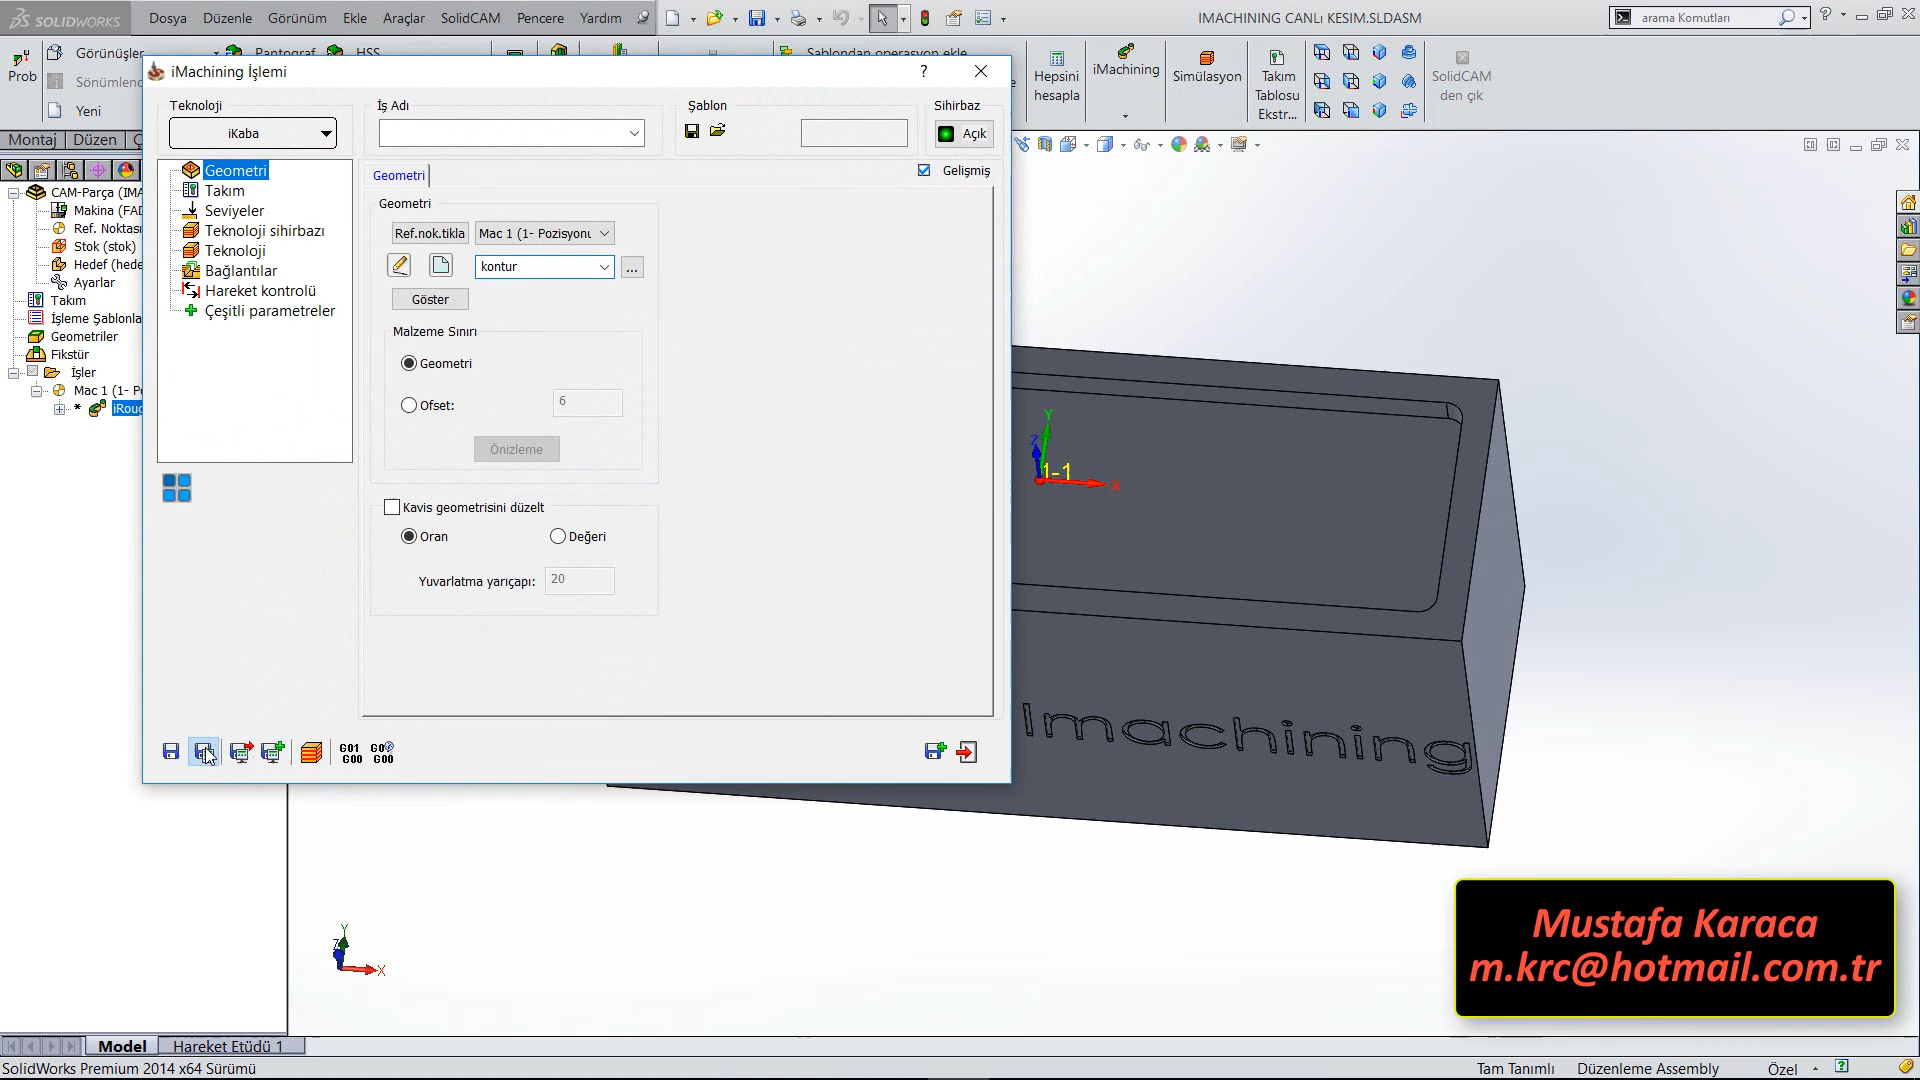 SOLIDWORKS
Dosya Düzenle Görünüm Ekle Araçlar SolidCAM Pencere Yardım
IMACHINING CANLı KESIM.SLDASM
arama Komutları
Prob
Görünüşler
Yeni
Pantograf
HSS
Şablondan operasyon ekle
Hepsini hesapla
iMachining
Simülasyon
Takım Tablosu Ekstr...
SolidCAM den çık
Montaj Düzen
iMachining İşlemi
Teknoloji
iKaba
İş Adı
Şablon
Sihirbaz
Açık
CAM-Parça (IMA
Makina (FAD
Ref. Noktası
Stok (stok)
Hedef (hede
Ayarlar
Takım
İşleme Şablonla
Geometriler
Fikstür
İşler
Mac 1 (1- P
iRoug
Geometri
Takım
Seviyeler
Teknoloji sihirbazı
Teknoloji
Bağlantılar
Hareket kontrolü
Çeşitli parametreler
Geometri
Gelişmiş
Geometri
Ref.nok.tikla
Mac 1 (1- Pozisyonu
kontur
...
Göster
Malzeme Sınırı
Geometri
Ofset:
6
Önizleme
Kavis geometrisini düzelt
Oran
Değeri
Yuvarlatma yarıçapı:
20
G01 G00
G0 G00
Y
Z
1-1
X
Imachining
Y
Z
X
Mustafa Karaca
m.krc@hotmail.com.tr
Model
Hareket Etüdü 1
SolidWorks Premium 2014 x64 Sürümü
Tam Tanımlı
Düzenleme Assembly
Özel